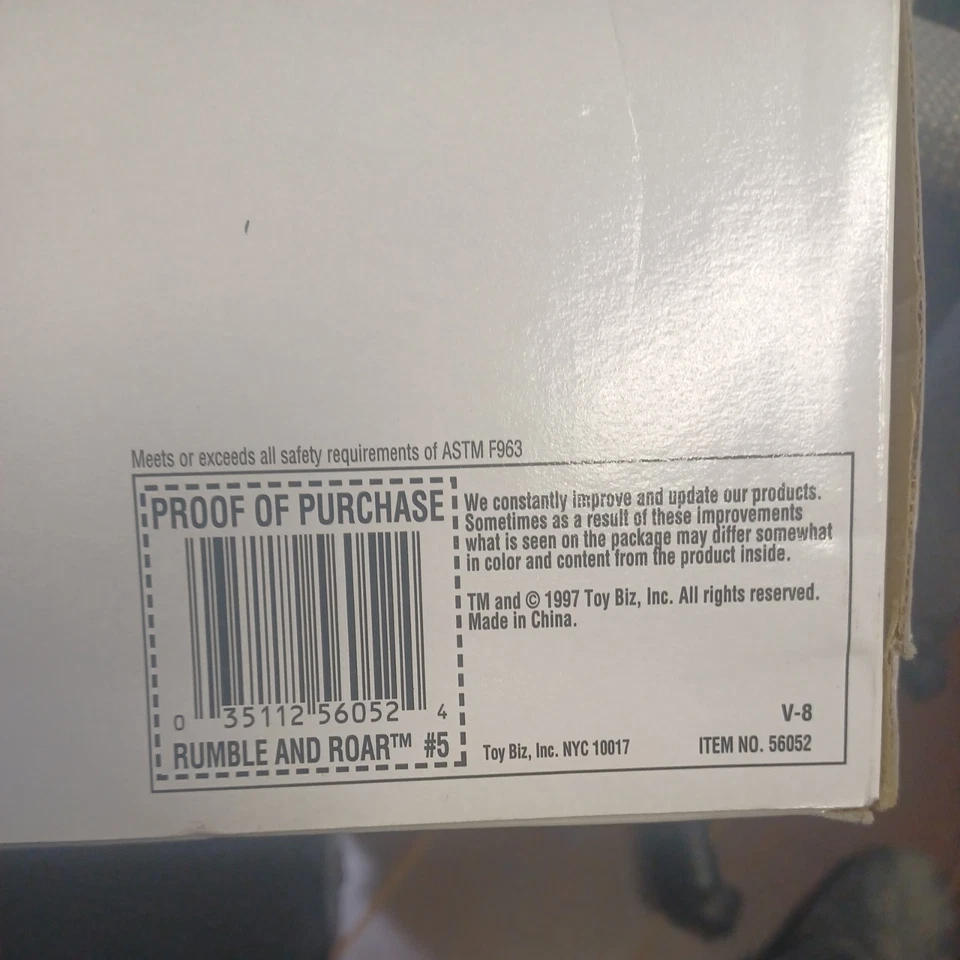 Meets or exceeds all safety requirements of ASTM F963
PROOF OF PURCHASE
0 35112 56052 4
RUMBLE AND ROAR™ #5
We constantly improve and update our products.
Sometimes as a result of these improvements
what is seen on the package may differ somewhat
in color and content from the product inside.
TM and © 1997 Toy Biz, Inc. All rights reserved.
Made in China.
V-8
Toy Biz, Inc. NYC 10017 ITEM NO. 56052